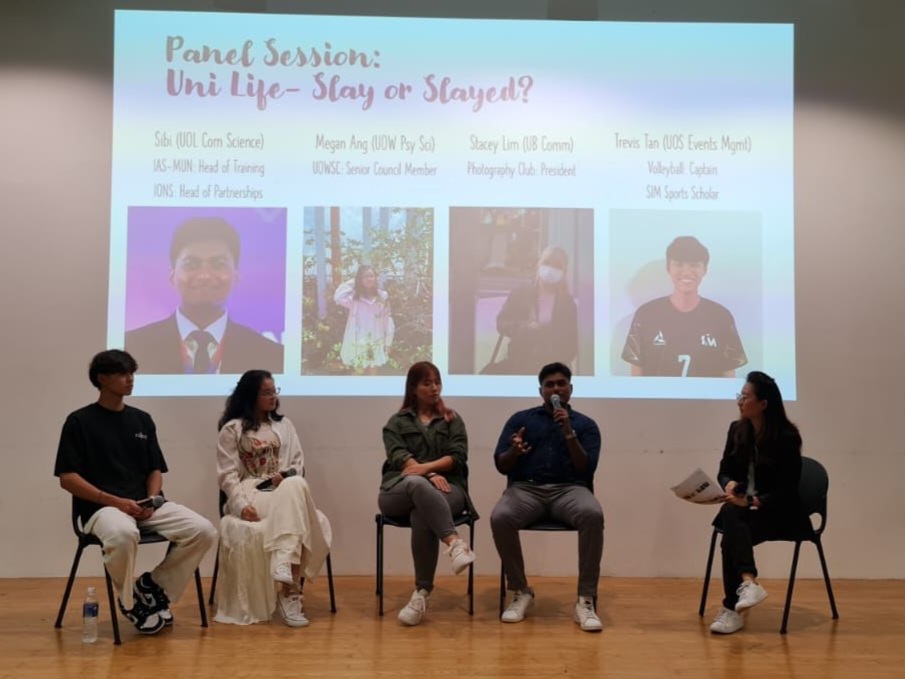 Panel Session:
Uni Life- Slay or Slayed?
Sibi (UOL Com Science)
IAS-MUN: Head of Training
IONS: Head of Partnerships
Megan Ang (UOW Psy Sci)
UOWSC: Senior Council Member
Stacey Lim (UB Comm)
Photography Club: President
Trevis Tan (UOS Events Mgmt)
Volleyball: Captain
SIM Sports Scholar
SIM
7